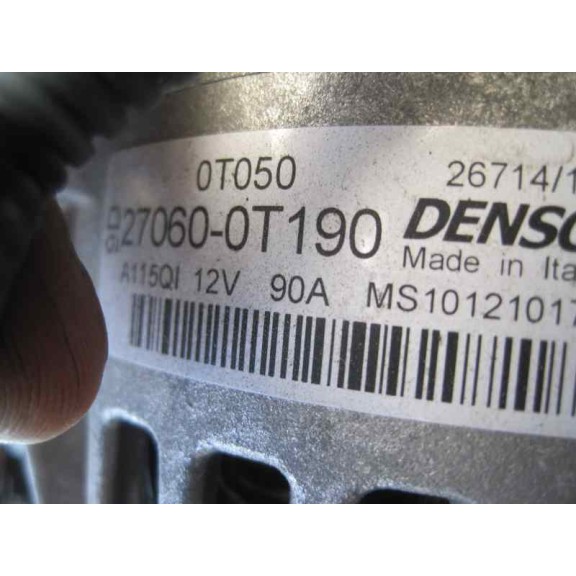 0T050 26714/1
27060-0T190 DENSO
Made in Ita
A115QI 12V 90A MS10121017